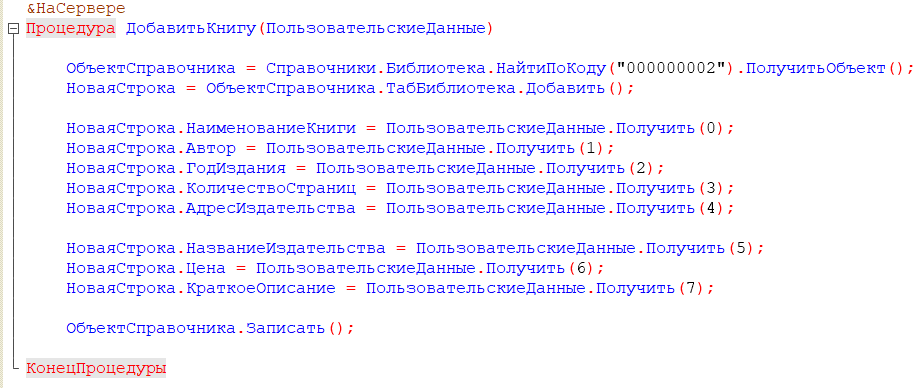 &НаСервере
Процедура ДобавитьКнигу(ПользовательскиеДанные)
ОбъектСправочника = Справочники.Библиотека.НайтиПоКоду("000000002").ПолучитьОбъект();
НоваяСтрока = ОбъектСправочника.ТабБиблиотека.Добавить();
НоваяСтрока.НаименованиеКниги = ПользовательскиеДанные.Получить(0);
НоваяСтрока.Автор = ПользовательскиеДанные.Получить(1);
НоваяСтрока.ГодИздания = ПользовательскиеДанные.Получить(2);
НоваяСтрока.КоличествоСтраниц = ПользовательскиеДанные.Получить(3);
НоваяСтрока.АдресИздательства = ПользовательскиеДанные.Получить(4);
НоваяСтрока.НазваниеИздательства = ПользовательскиеДанные.Получить(5);
НоваяСтрока.Цена = ПользовательскиеДанные.Получить(6);
НоваяСтрока.КраткоеОписание = ПользовательскиеДанные.Получить(7);
ОбъектСправочника.Записать();
КонецПроцедуры